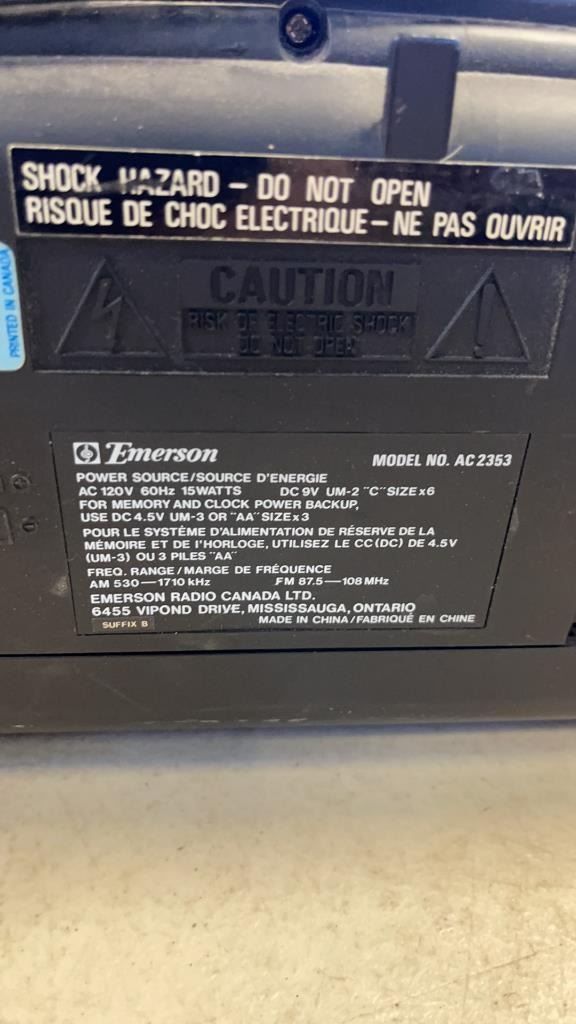 SHOCK HAZARD – DO NOT OPEN
RISQUE DE CHOC ELECTRIQUE – NE PAS OUVRIR
PRINTED IN CANADA
CAUTION
RISK OF ELECTRIC SHOCK
DO NOT OPEN
Emerson
MODEL NO. AC2353
POWER SOURCE/SOURCE D'ENERGIE
AC 120V 60Hz 15WATTS DC 9V UM-2 "C" SIZE x 6
FOR MEMORY AND CLOCK POWER BACKUP,
USE DC 4.5V UM-3 OR "AA" SIZE x 3
POUR LE SYSTÈME D'ALIMENTATION DE RÉSERVE DE LA
MÉMOIRE ET DE l'HORLOGE, UTILISEZ LE CC (DC) DE 4.5V
(UM-3) OU 3 PILES "AA"
FREQ. RANGE/MARGE DE FRÉQUENCE
AM 530—1710 kHz FM 87.5—108 MHz
EMERSON RADIO CANADA LTD.
6455 VIPOND DRIVE, MISSISSAUGA, ONTARIO
SUFFIX B
MADE IN CHINA/FABRIQUÉ EN CHINE